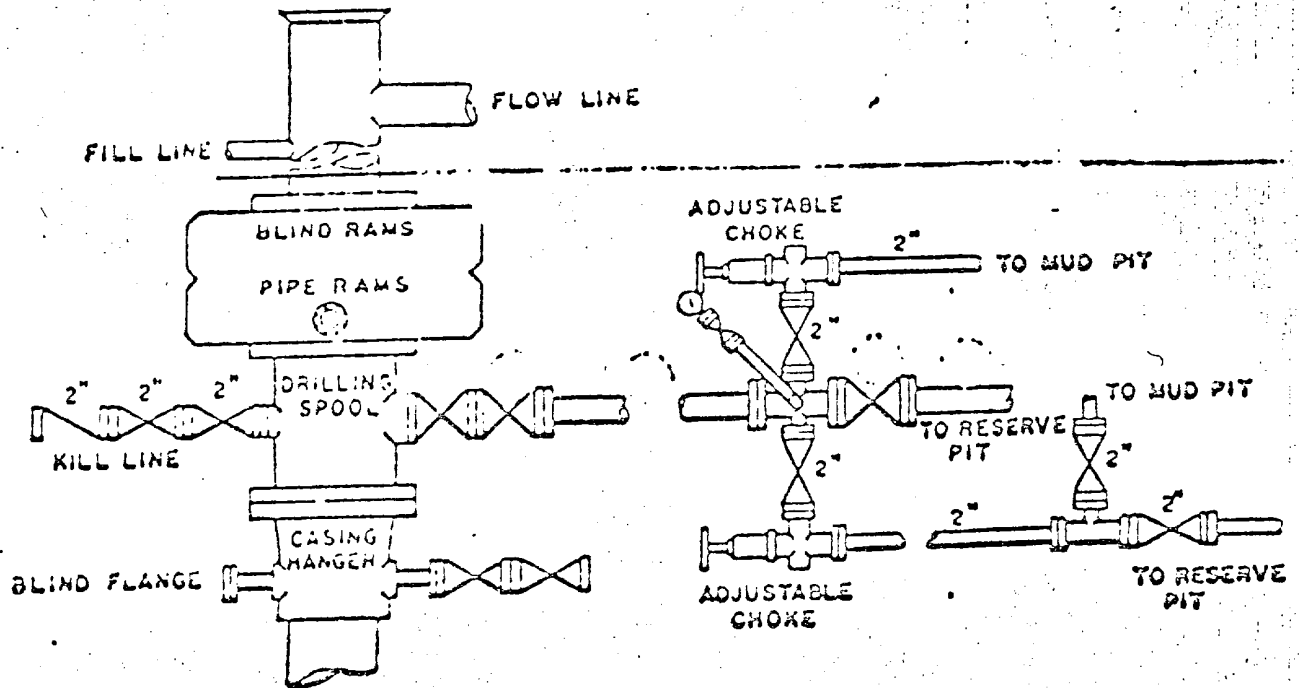 FLOW LINE
FILL LINE
BLIND RAMS
PIPE RAMS
ADJUSTABLE
CHOKE
2"
TO MUD PIT
2"
2"
2"
2"
DRILLING
SPOOL
KILL LINE
TO RESERVE
PIT
TO MUD PIT
2"
2"
2"
2"
CASING
HANGER
BLIND FLANGE
ADJUSTABLE
CHOKE
TO RESERVE
PIT